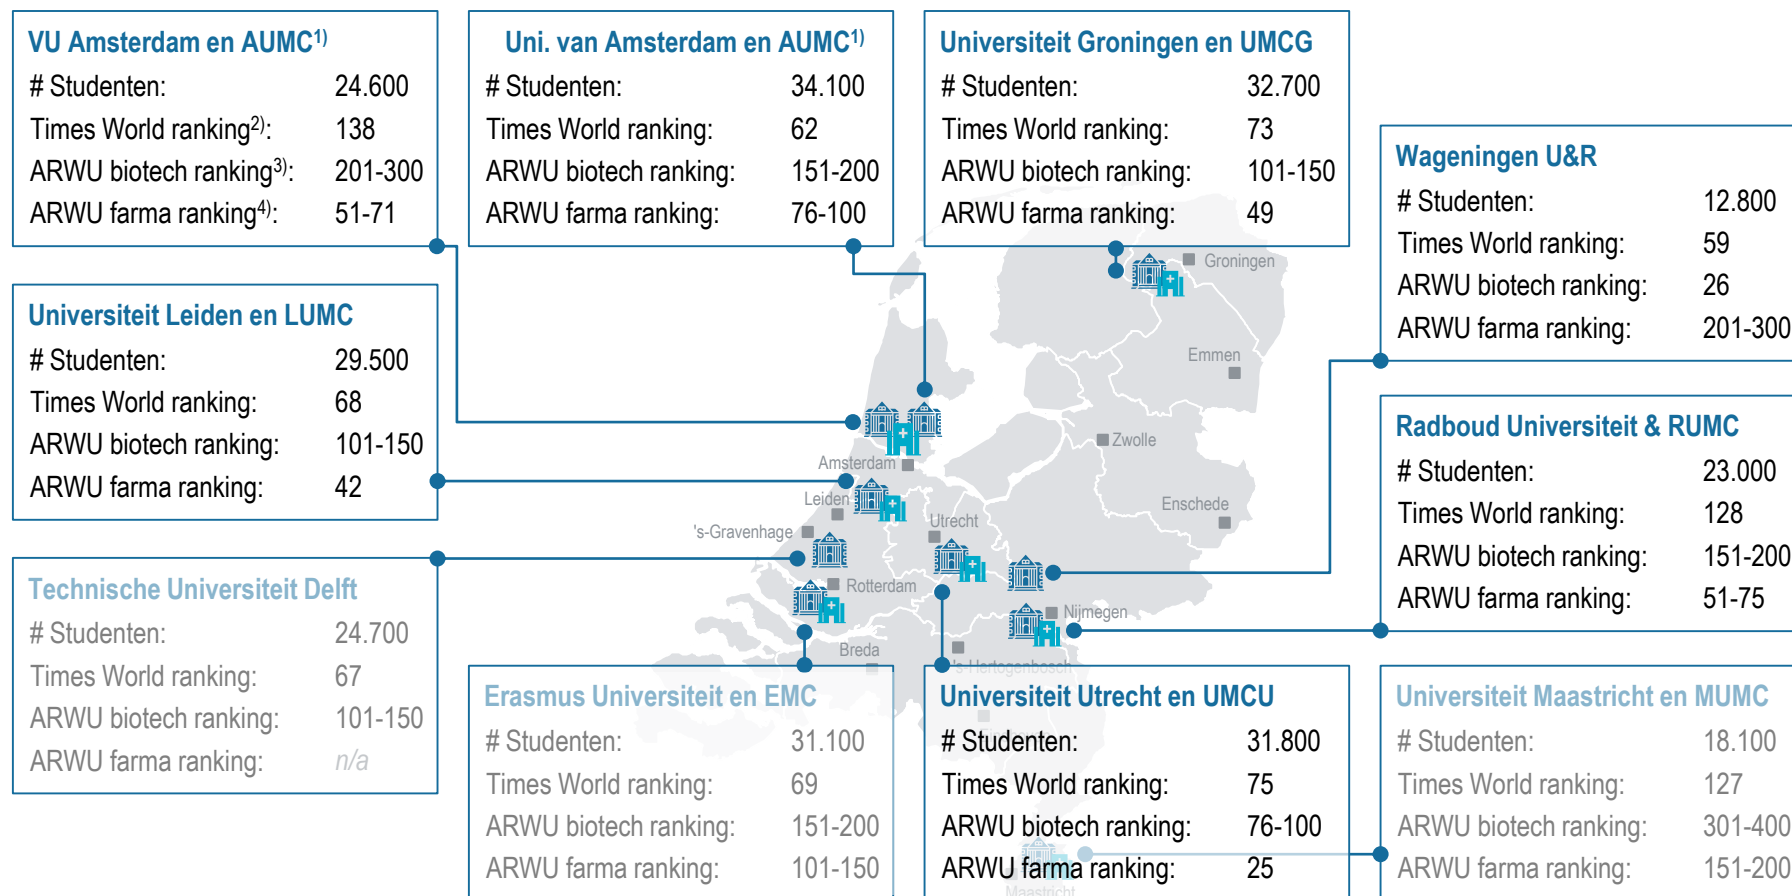 VU Amsterdam en AUMC1)
# Studenten: 24.600
Times World ranking2): 138
ARWU biotech ranking3): 201-300
ARWU farma ranking4): 51-71
Uni. van Amsterdam en AUMC1)
# Studenten: 34.100
Times World ranking: 62
ARWU biotech ranking: 151-200
ARWU farma ranking: 76-100
Universiteit Groningen en UMCG
# Studenten: 32.700
Times World ranking: 73
ARWU biotech ranking: 101-150
ARWU farma ranking: 49
Wageningen U&R
# Studenten: 12.800
Times World ranking: 59
ARWU biotech ranking: 26
ARWU farma ranking: 201-300
Universiteit Leiden en LUMC
# Studenten: 29.500
Times World ranking: 68
ARWU biotech ranking: 101-150
ARWU farma ranking: 42
Groningen
Emmen
Zwolle
Amsterdam
Leiden
Enschede
's-Gravenhage
Utrecht
Rotterdam
Nijmegen
Breda
's-Hertogenbosch
Radboud Universiteit & RUMC
# Studenten: 23.000
Times World ranking: 128
ARWU biotech ranking: 151-200
ARWU farma ranking: 51-75
Technische Universiteit Delft
# Studenten: 24.700
Times World ranking: 67
ARWU biotech ranking: 101-150
ARWU farma ranking: n/a
Erasmus Universiteit en EMC
# Studenten: 31.100
Times World ranking: 69
ARWU biotech ranking: 151-200
ARWU farma ranking: 101-150
Universiteit Utrecht en UMCU
# Studenten: 31.800
Times World ranking: 75
ARWU biotech ranking: 76-100
ARWU farma ranking: 25
Maastricht
Universiteit Maastricht en MUMC
# Studenten: 18.100
Times World ranking: 127
ARWU biotech ranking: 301-400
ARWU farma ranking: 151-200